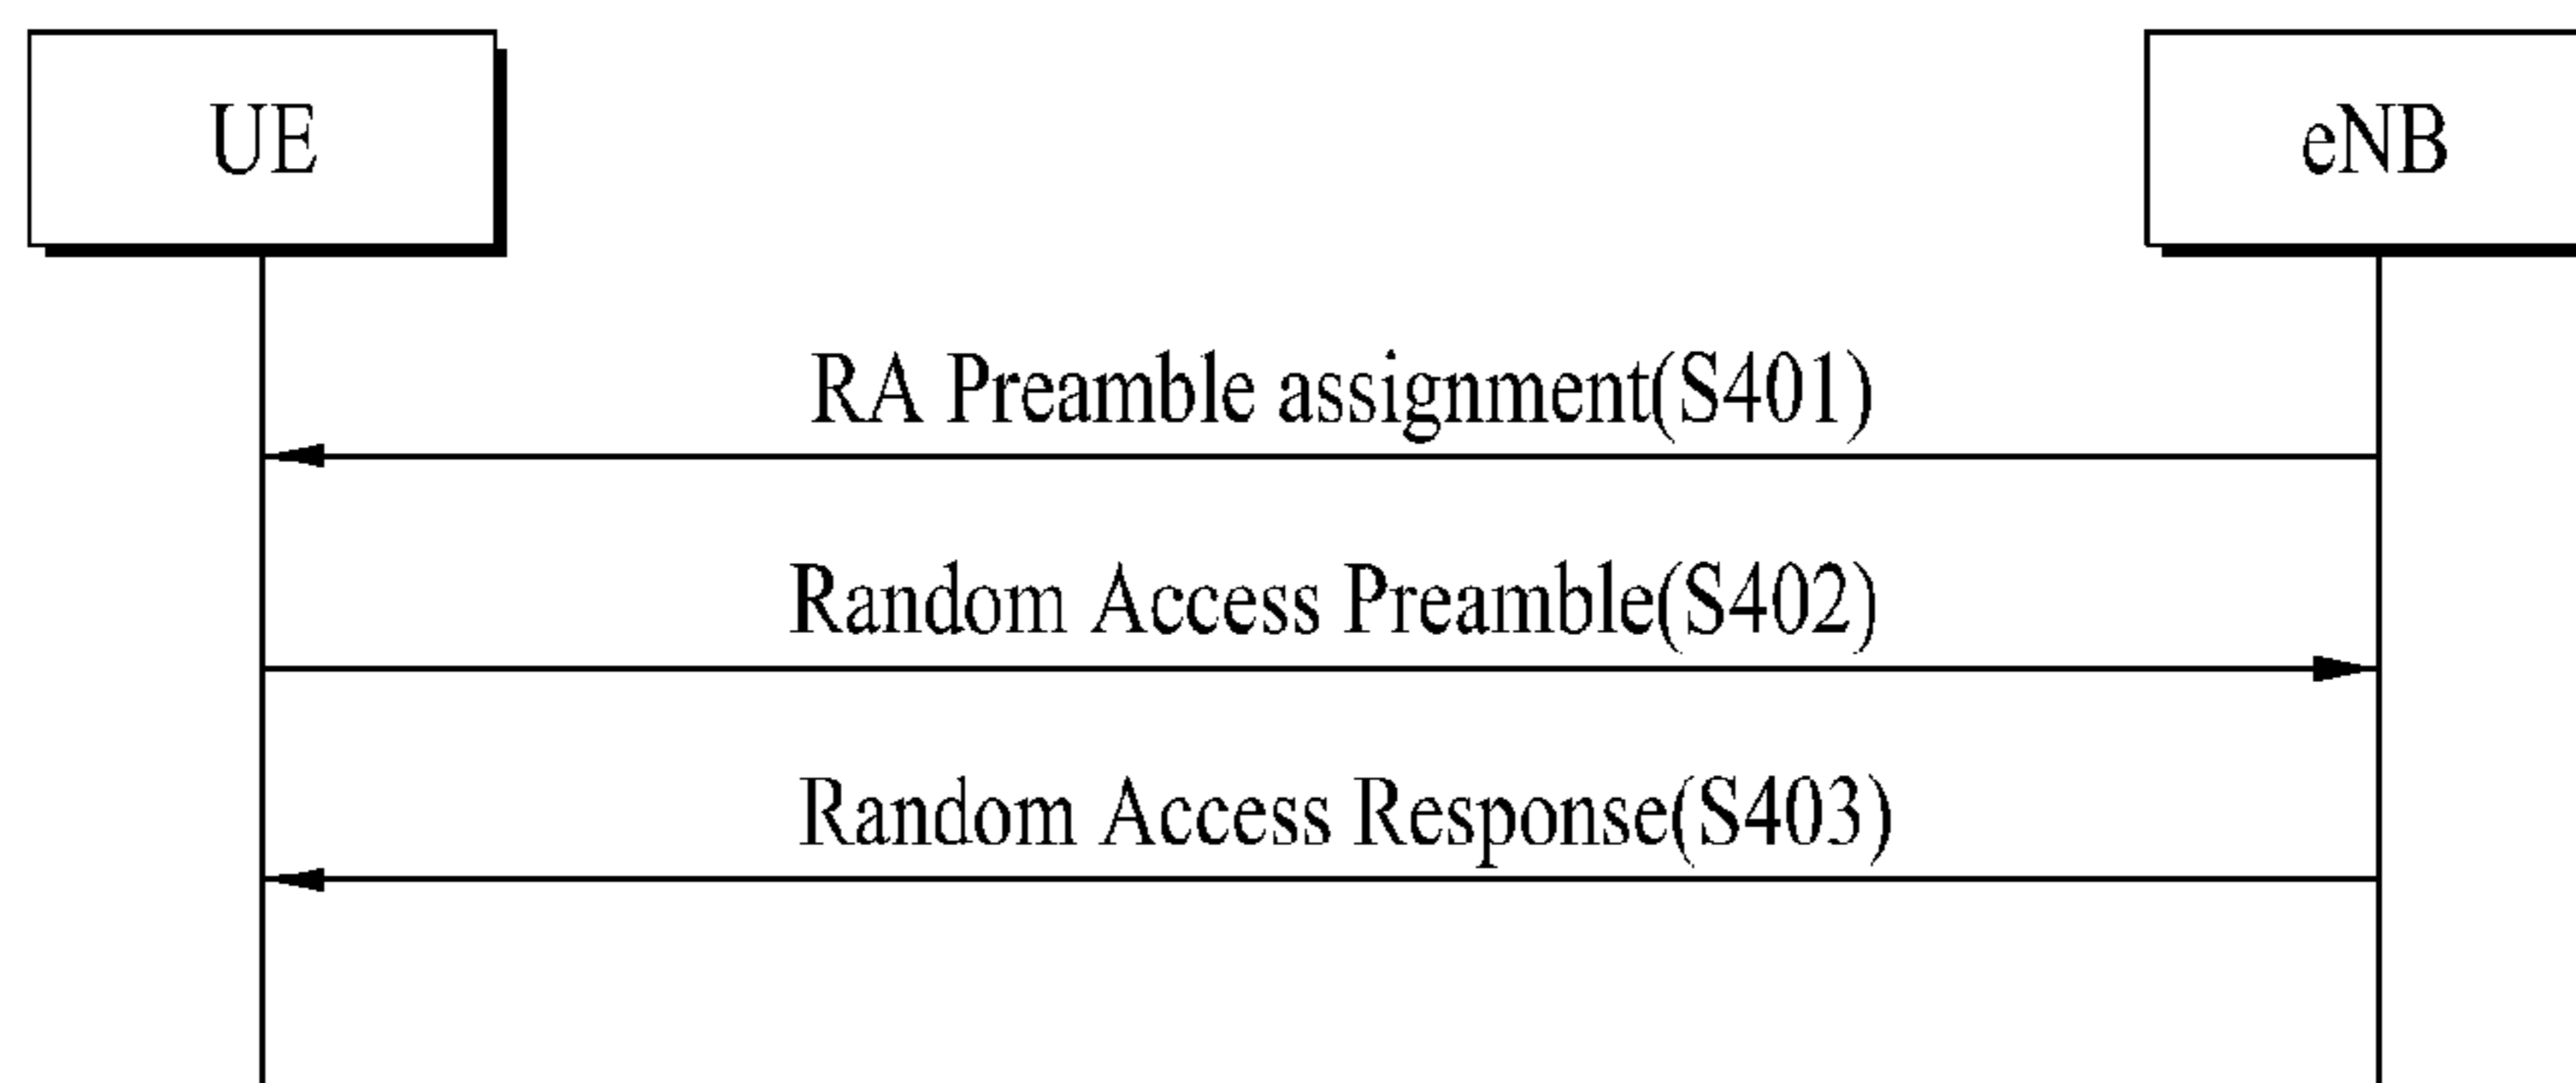 UE
eNB
RA Preamble assignment(S401)
Random Access Preamble(S402)
Random Access Response(S403)